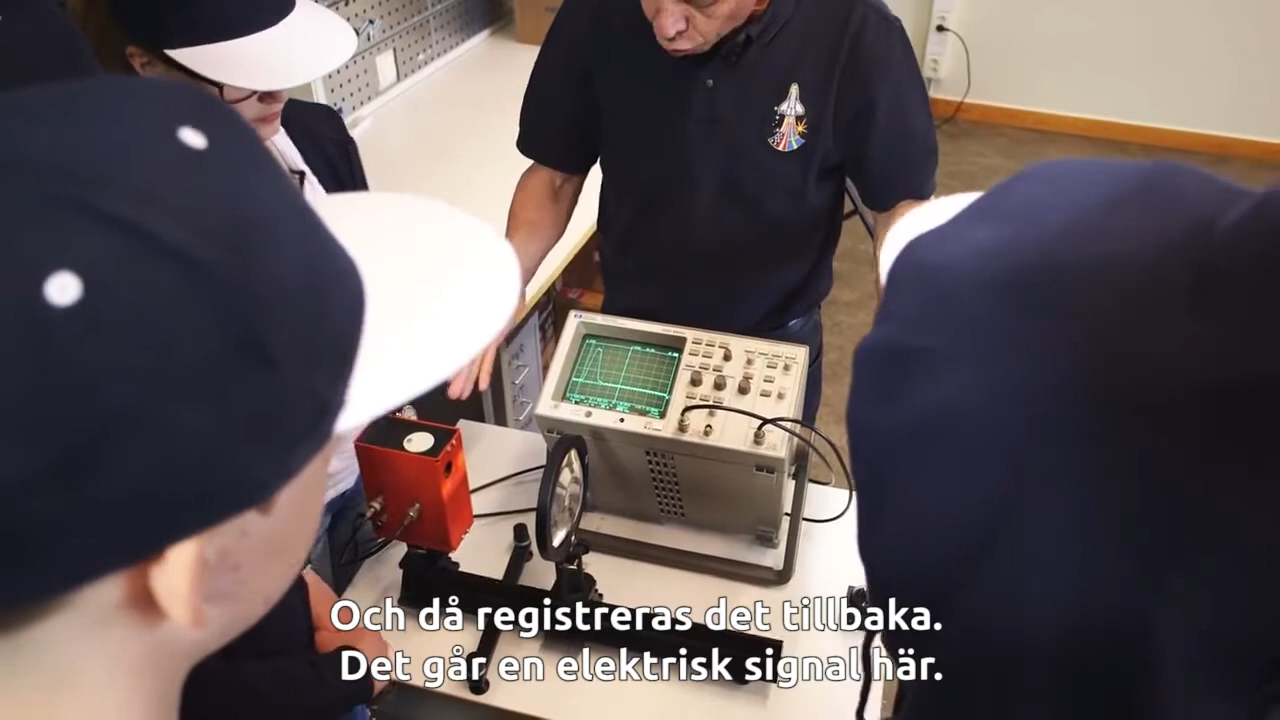 Och då registreras det tillbaka.
Det går en elektrisk signal här.